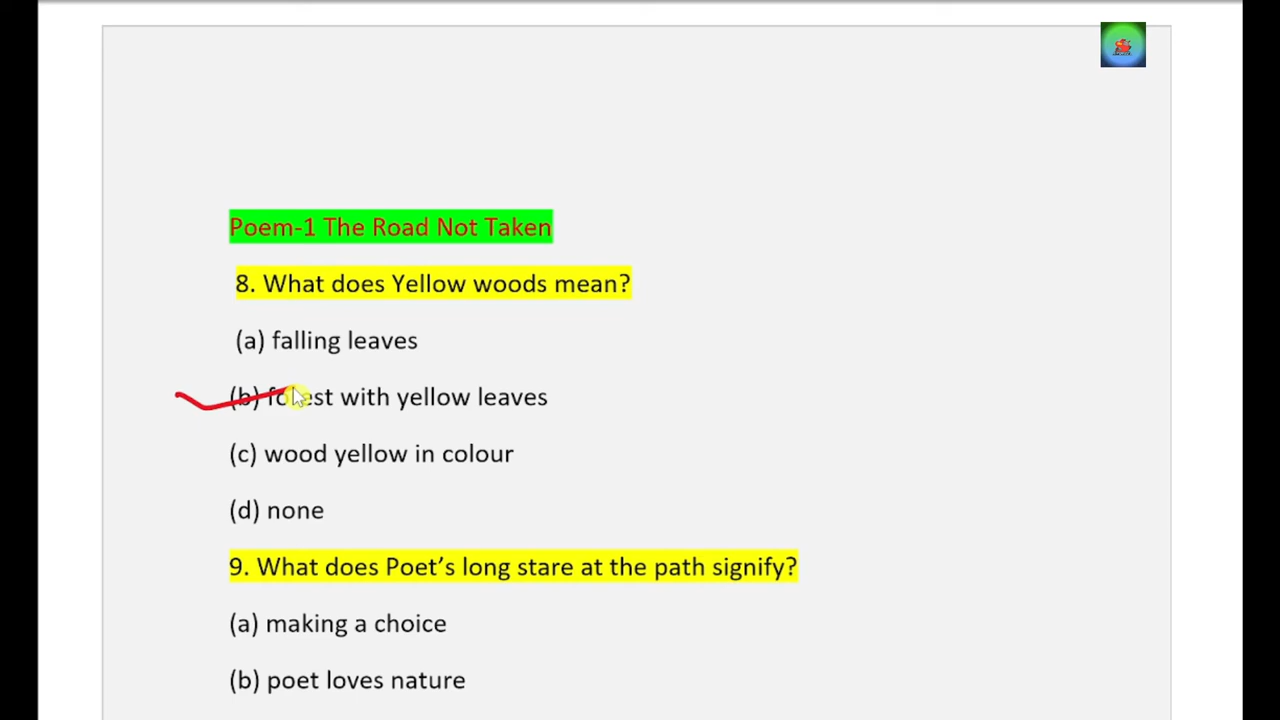 Poem-1 The Road Not Taken
8. What does Yellow woods mean?
(a) falling leaves
(b) forest with yellow leaves
(c) wood yellow in colour
(d) none
9. What does Poet’s long stare at the path signify?
(a) making a choice
(b) poet loves nature